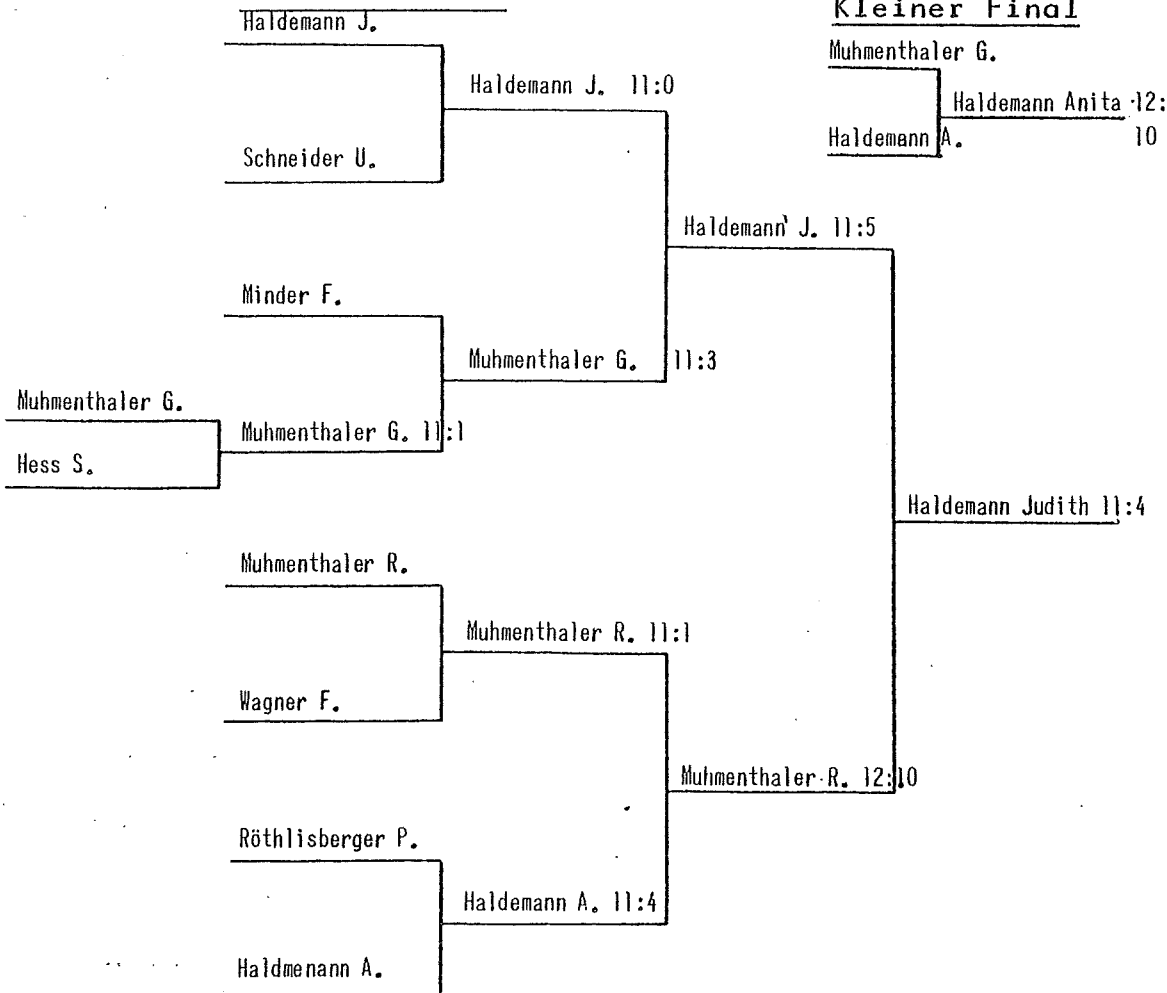 Kleiner Final
Haldemann J.
Muhmenthaler G.
Haldemann J. 11:0
Haldemann Anita 12:
10
Haldemann A.
Schneider U.
Haldemann J. 11:5
Minder F.
Muhmenthaler G. 11:3
Muhmenthaler G.
Muhmenthaler G. 11:1
Hess S.
Haldemann Judith 11:4
Muhmenthaler R.
Muhmenthaler R. 11:1
Wagner F.
Muhmenthaler R. 12:10
Röthlisberger P.
Haldemann A. 11:4
Haldmenann A.